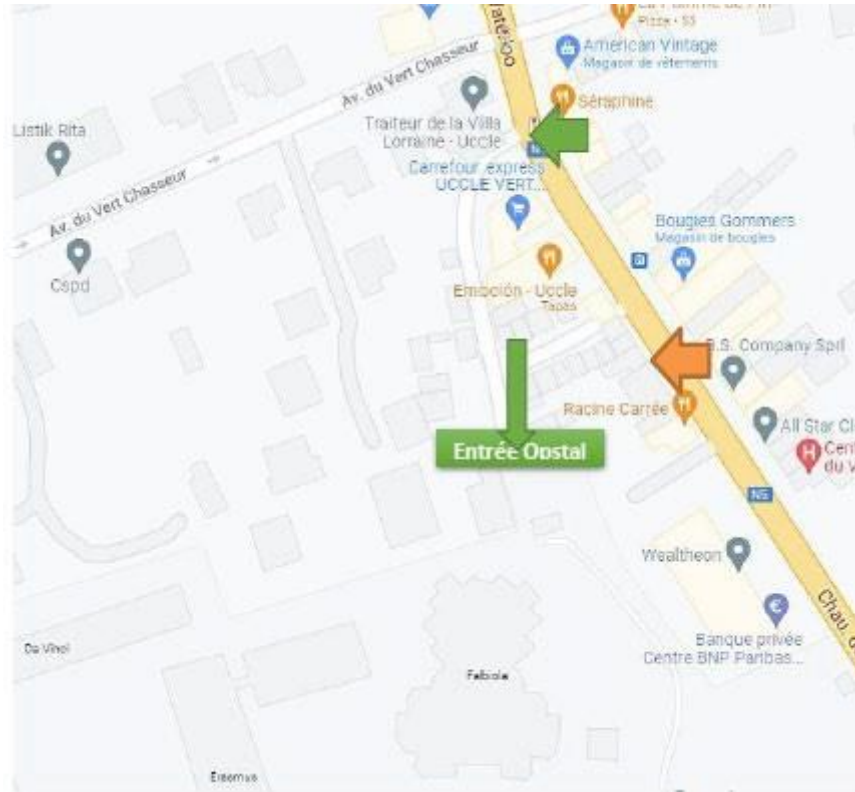 Pizza · $$
American Vintage
Magasin de vêtements
Av. du Vert Chasseur
Séraphine
Listik Rita
Traiteur de la Villa
Lorraine - Uccle
Carrefour express
UCCLE VERT...
Av. du Vert Chasseur
Bougies Gommers
Magasin de bougies
Cspd
Emoción - Uccle
Tapas
B.S. Company Sprl
Racine Carrée
All Star
Entrée Opstal
du V
N5
Wealtheon
Chau.
Banque privée
Centre BNP Paribas...
Da Vinci
Fabiola
Erasmus